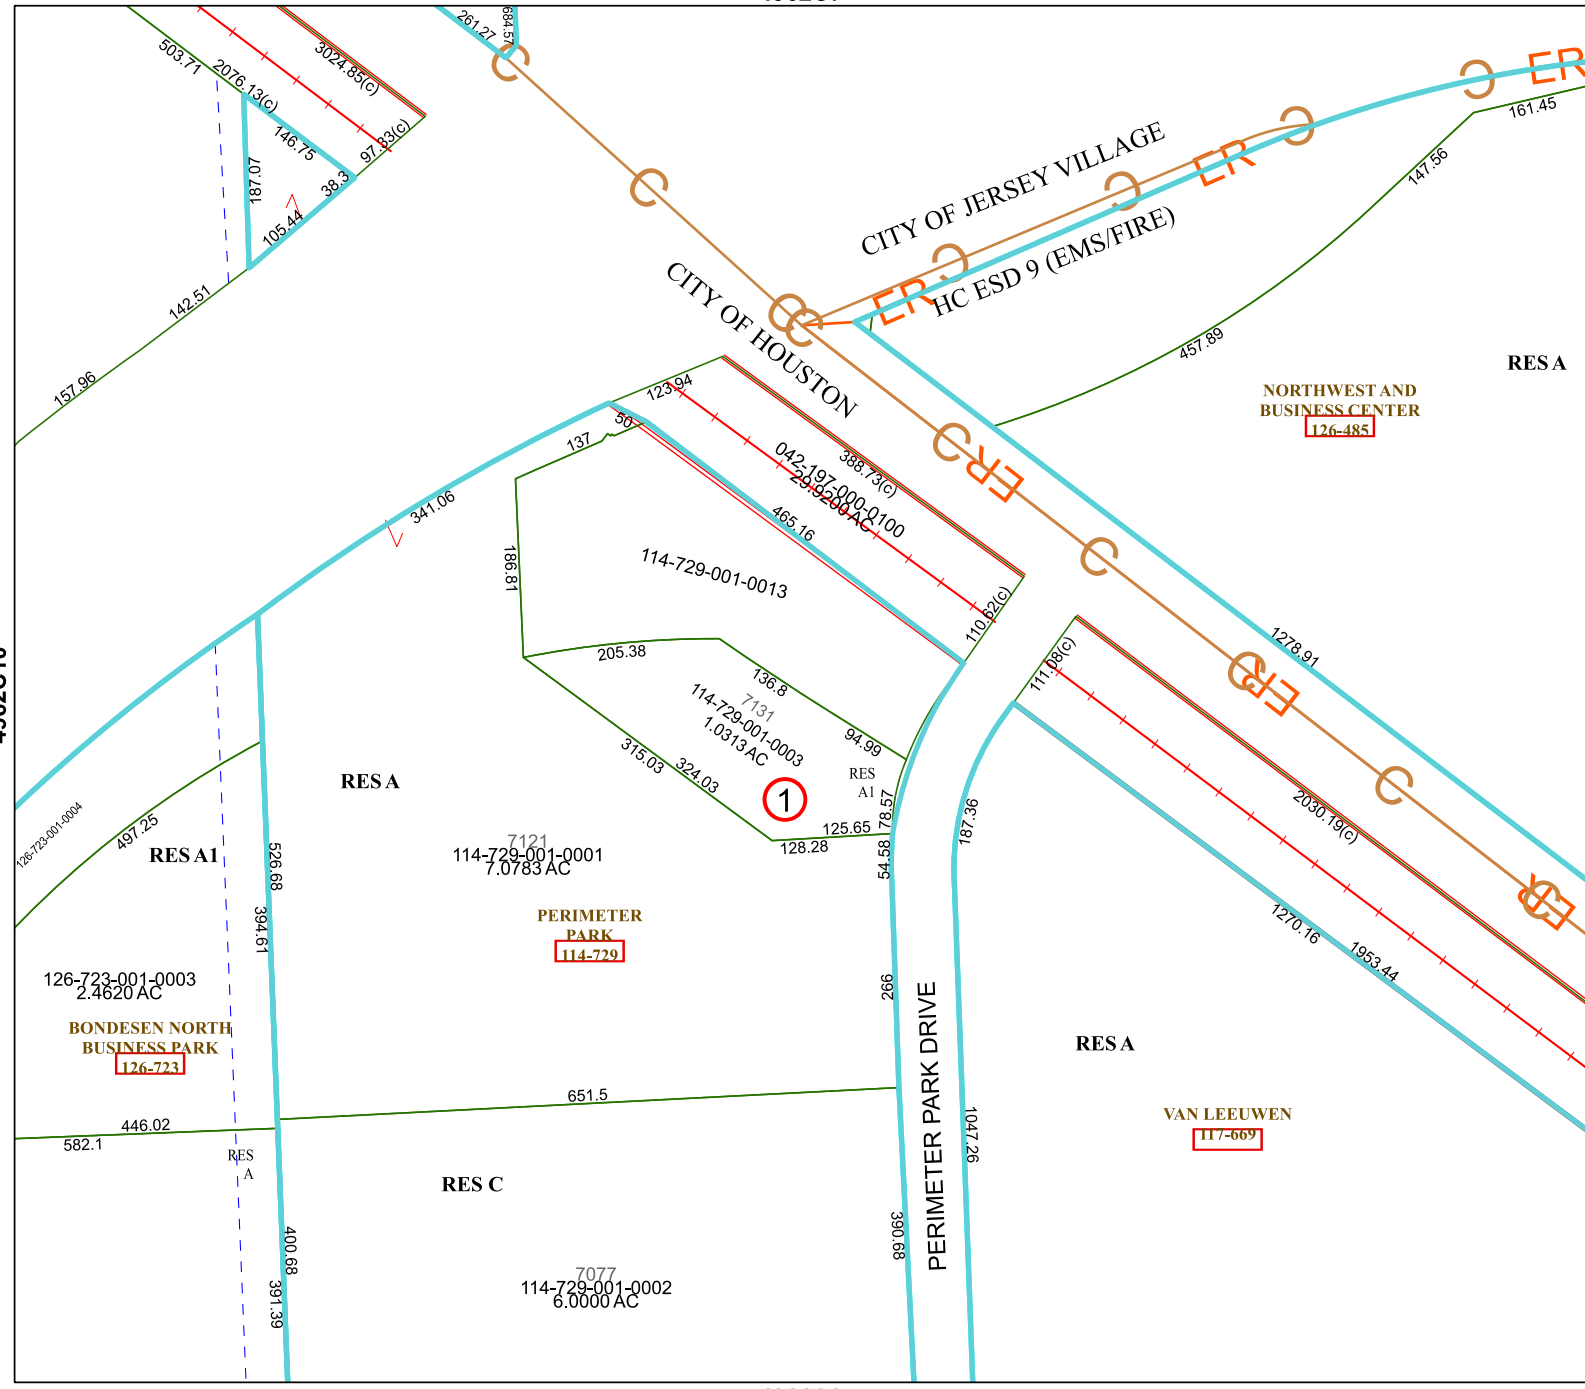 261.27
684.57
503.71
2076.13(c)
3024.85(c)
97.33(c)
146.75
187.07
38.3
105.44
142.51
157.96
C
C
C
C
C
C
C
C
ER
ER
ER
161.45
147.56
457.89
CITY OF JERSEY VILLAGE
HC ESD 9 (EMS/FIRE)
CITY OF HOUSTON
RES A
NORTHWEST AND
BUSINESS CENTER
126-485
123.94
50
137
341.06
388.73(c)
042-197-000-0100
29.9200 AC
465.16
186.81
114-729-001-0013
110.62(c)
C
ER
C
1278.91
C
ER
C
C
ER
205.38
136.8
7131
114-729-001-0003
1.0313 AC
94.99
315.03
324.03
RES
A1
1
78.57
125.65
128.28
54.58
111.08(c)
187.36
2030.19(c)
1270.16
1953.44
RES A
126-723-001-0004
497.25
RES A1
526.68
394.61
7121
114-729-001-0001
7.0783 AC
PERIMETER
PARK
114-729
126-723-001-0003
2.4620 AC
BONDESEN NORTH
BUSINESS PARK
126-723
266
PERIMETER PARK DRIVE
RES A
VAN LEEUWEN
117-669
651.5
446.02
582.1
RES
A
RES C
1047.26
390.68
400.68
391.39
7077
114-729-001-0002
6.0000 AC